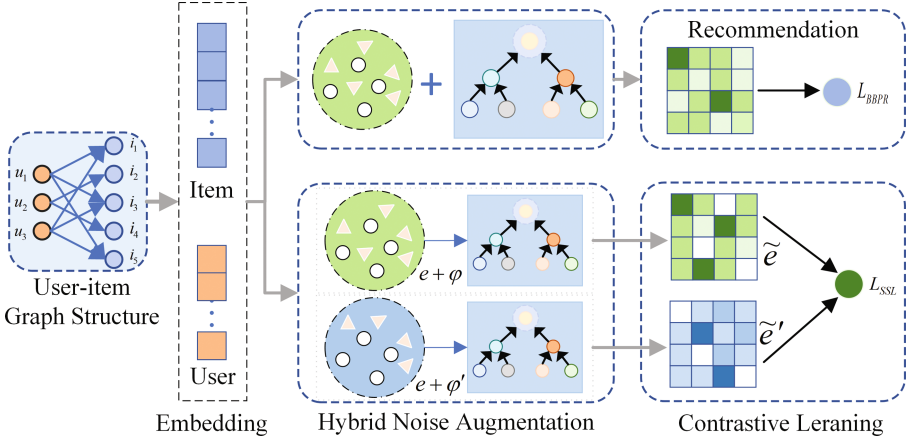 Recommendation
L_BBPR
u₁
u₂
u₃
i₁
i₂
i₃
i₄
i₅
User-item
Graph Structure
Item
User
Embedding
+
e + φ
e + φ′
Hybrid Noise Augmentation
ẽ
ẽ′
L_SSL
Contrastive Leraning